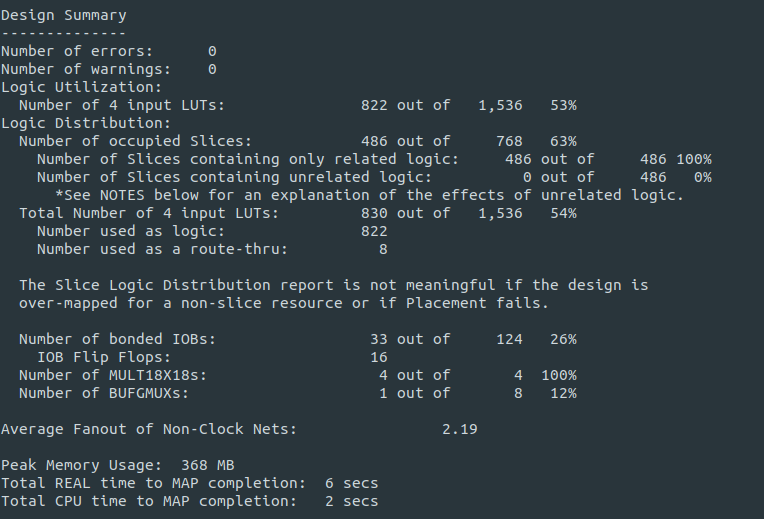 Design Summary
--------------
Number of errors:      0
Number of warnings:    0
Logic Utilization:
  Number of 4 input LUTs:               822 out of   1,536   53%
Logic Distribution:
  Number of occupied Slices:            486 out of     768   63%
    Number of Slices containing only related logic:     486 out of     486 100%
    Number of Slices containing unrelated logic:          0 out of     486   0%
      *See NOTES below for an explanation of the effects of unrelated logic.
  Total Number of 4 input LUTs:         830 out of   1,536   54%
    Number used as logic:               822
    Number used as a route-thru:          8
  The Slice Logic Distribution report is not meaningful if the design is
  over-mapped for a non-slice resource or if Placement fails.
  Number of bonded IOBs:                 33 out of     124   26%
    IOB Flip Flops:                      16
  Number of MULT18X18s:                   4 out of       4  100%
  Number of BUFGMUXs:                     1 out of       8   12%
Average Fanout of Non-Clock Nets:                2.19
Peak Memory Usage:  368 MB
Total REAL time to MAP completion:  6 secs
Total CPU time to MAP completion:   2 secs